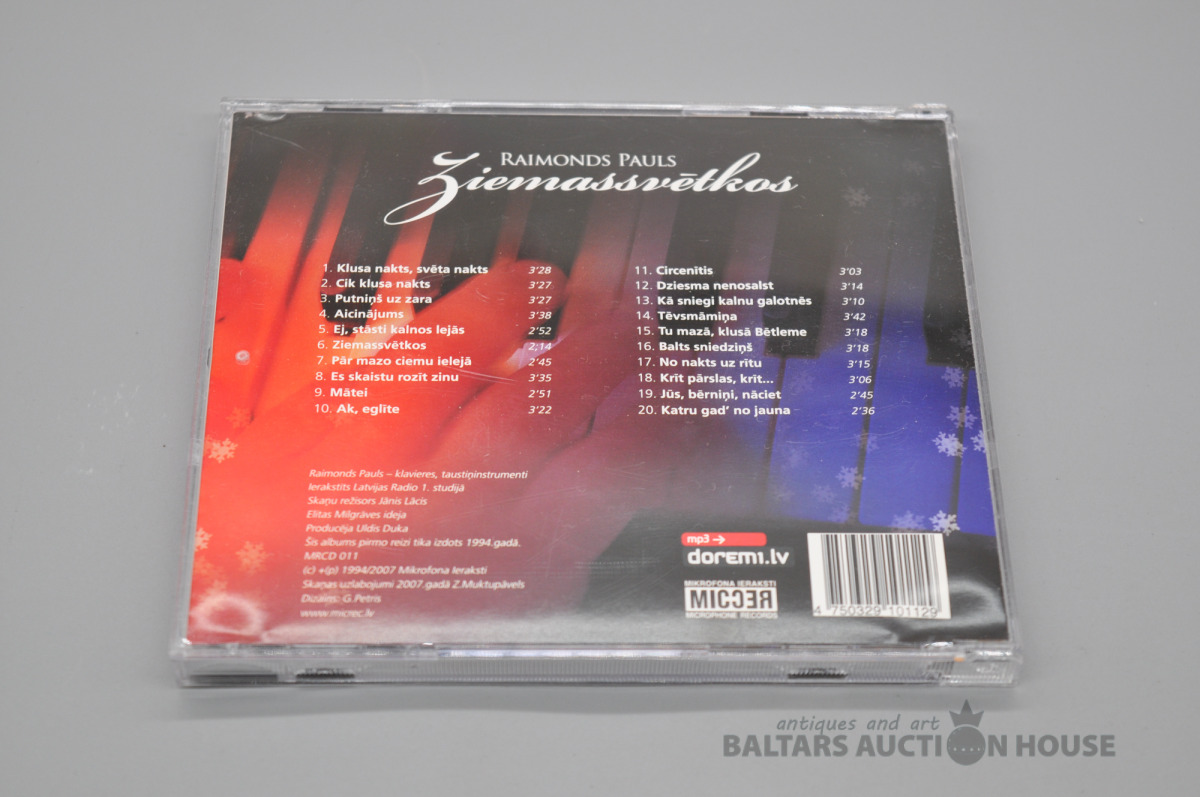 RAIMONDS PAULS
Ziemassvētkos
1. Klusa nakts, svēta nakts 3'28
2. Cik klusa nakts 3'27
3. Putniņš uz zara 3'27
4. Aicinājums 3'38
5. Ej, stāsti kalnos lejās 2'52
6. Ziemassvētkos 2;14
7. Pār mazo ciemu ielejā 2'45
8. Es skaistu rozīt zinu 3'35
9. Mātei 2'51
10. Ak, eglīte 3'22
11. Circenītis 3'03
12. Dziesma nenosalst 3'14
13. Kā sniegi kalnu galotnēs 3'10
14. Tēvsmāmiņa 3'42
15. Tu mazā, klusā Bētleme 3'18
16. Balts sniedziņš 3'18
17. No nakts uz rītu 3'15
18. Krīt pārslas, krīt... 3'06
19. Jūs, bērniņi, nāciet 2'45
20. Katru gad' no jauna 2'36
Raimonds Pauls – klavieres, taustiņinstrumenti
Ierakstīts Latvijas Radio 1. studijā
Skaņu režisors Jānis Lācis
Elitas Mīlgrāves ideja
Producēja Uldis Duka
Šis albums pirmo reizi tika izdots 1994.gadā.
MRCD 011
(c) +(p) 1994/2007 Mikrofona Ieraksti
Skaņas uzlabojumi 2007.gadā Z.Muktupāvels
Dizains: G.Petris
www.micrec.lv
mp3→
doremi.lv
MIKROFONA IERAKSTI
MICREC
MICROPHONE RECORDS
4 750329 101129
antiques and art
BALTARS AUCTION HOUSE